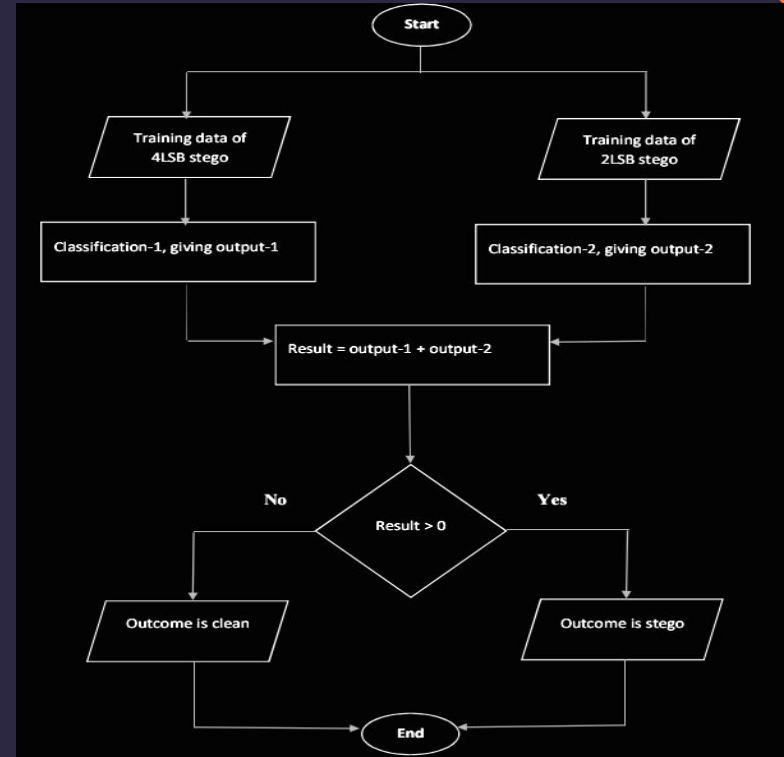 Start
Training data of
4LSB stego
Training data of
2LSB stego
Classification-1, giving output-1
Classification-2, giving output-2
Result = output-1 + output-2
No
Yes
Result > 0
Outcome is clean
Outcome is stego
End